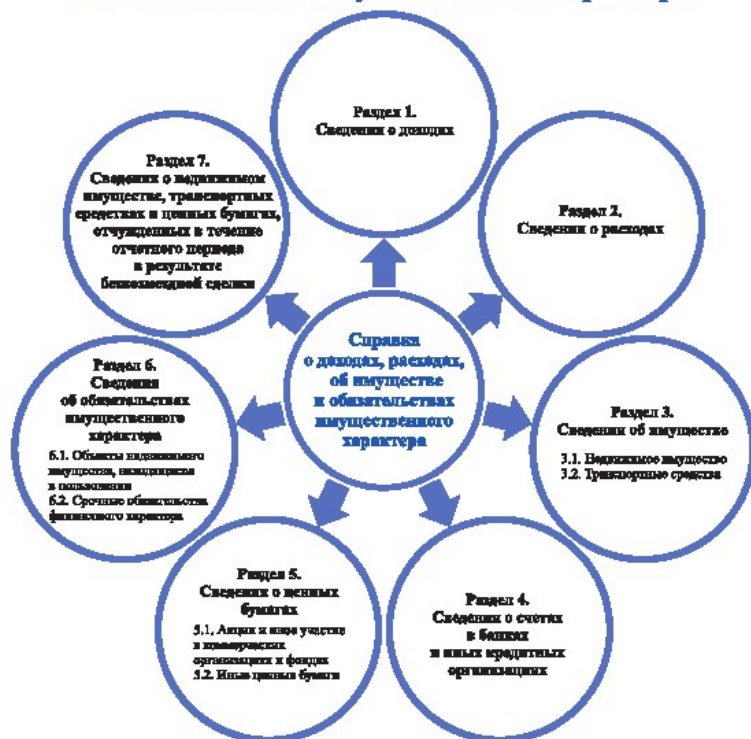 Раздел 1.
Сведения о доходах
Раздел 2.
Сведения о расходах
Раздел 3.
Сведения об имуществе
3.1. Недвижимое имущество
3.2. Транспортные средства
Раздел 4.
Сведения о счетах
в банках
и иных кредитных
организациях
Раздел 5.
Сведения о ценных
бумагах
5.1. Акции и иное участие
в коммерческих
организациях и фондах
5.2. Иные ценные бумаги
Раздел 6.
Сведения
об обязательствах
имущественного
характера
6.1. Объекты недвижимого
имущества, находящиеся
в пользовании
6.2. Срочные обязательства
финансового характера
Раздел 7.
Сведения о недвижимом
имуществе, транспортных
средствах и ценных бумагах,
отчужденных в течение
отчетного периода
в результате
безвозмездной сделки
Справка
о доходах, расходах,
об имуществе
и обязательствах
имущественного
характера